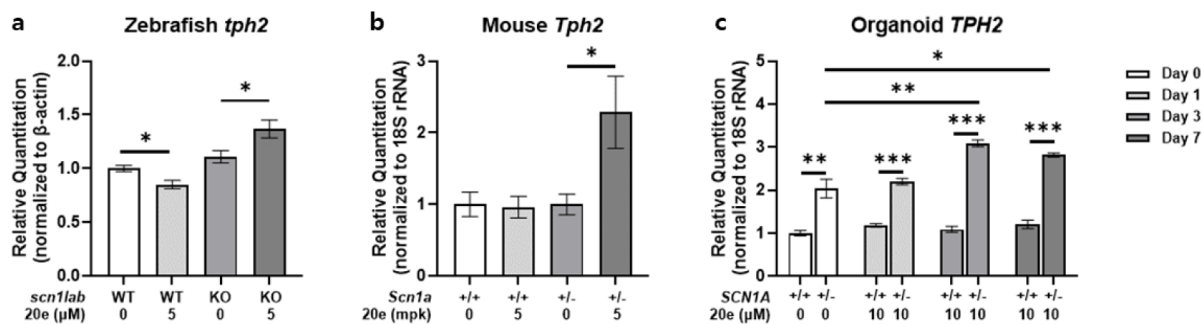 a Zebrafish tph2
Relative Quantitation
(normalized to β-actin)
2.0
1.5
1.0
0.5
0.0
* *
scn1lab WT WT KO KO
20e (μM) 0 5 0 5
b Mouse Tph2
Relative Quantitation
(normalized to 18S rRNA)
3
2
1
0
*
Scn1a +/+ +/+ +/- +/-
20e (mpk) 0 5 0 5
c Organoid TPH2
Relative Quantitation
(normalized to 18S rRNA)
5
4
3
2
1
0
*
**
** *** *** ***
SCN1A +/+ +/- +/+ +/- +/+ +/- +/+ +/-
20e (μM) 0 0 10 10 10 10 10 10
Day 0
Day 1
Day 3
Day 7